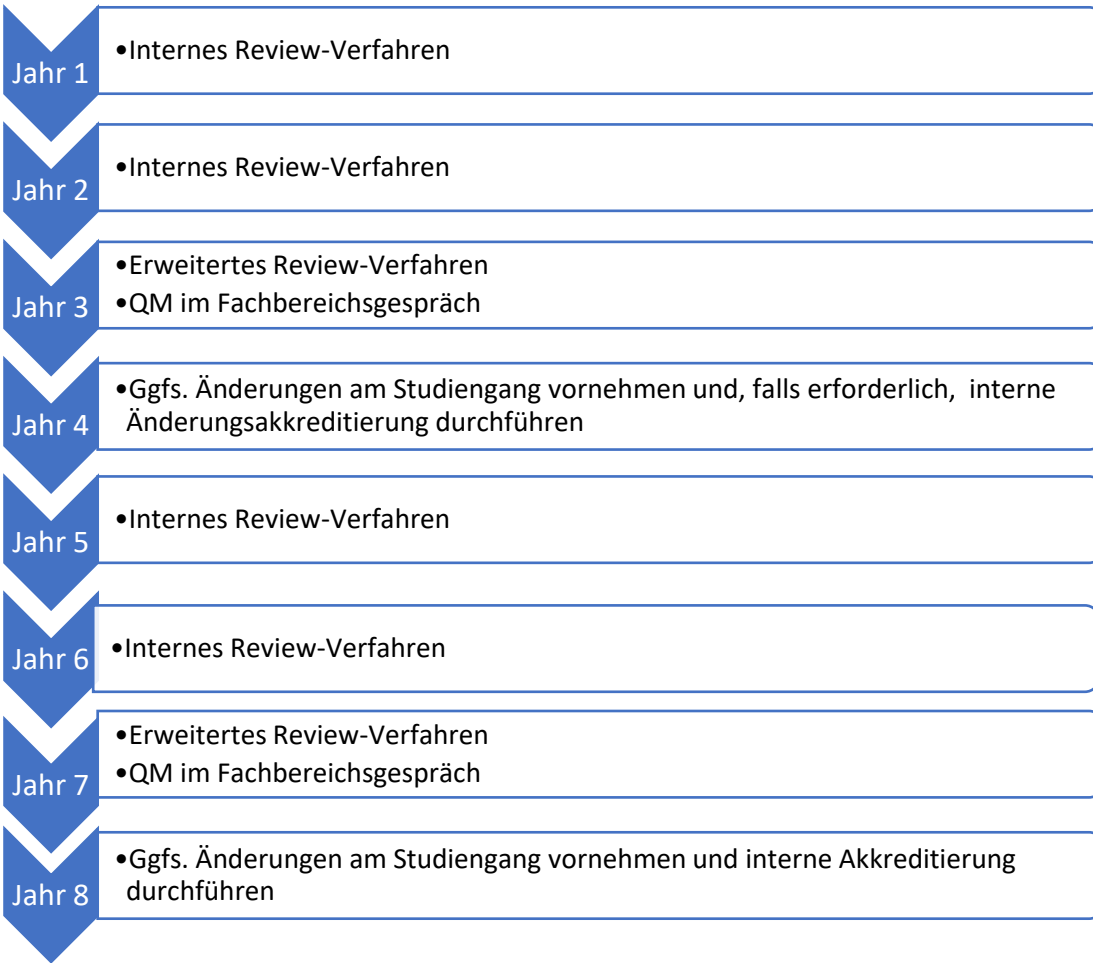 Jahr 1
•Internes Review-Verfahren
Jahr 2
•Internes Review-Verfahren
Jahr 3
•Erweitertes Review-Verfahren
•QM im Fachbereichsgespräch
Jahr 4
•Ggfs. Änderungen am Studiengang vornehmen und, falls erforderlich,  interne
Änderungsakkreditierung durchführen
Jahr 5
•Internes Review-Verfahren
Jahr 6
•Internes Review-Verfahren
Jahr 7
•Erweitertes Review-Verfahren
•QM im Fachbereichsgespräch
Jahr 8
•Ggfs. Änderungen am Studiengang vornehmen und interne Akkreditierung
durchführen